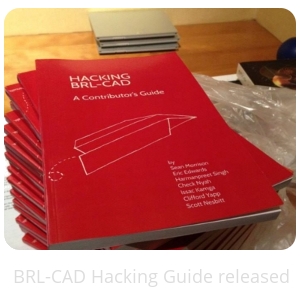 HACKING
BRL-CAD
A Contributor's Guide
by
Sean Morrison
Eric Edwards
Harmanpreet Singh
Check Nyah
Isaac Kamga
Clifford Yapp
Scott Nesbitt
BRL-CAD Hacking Guide released